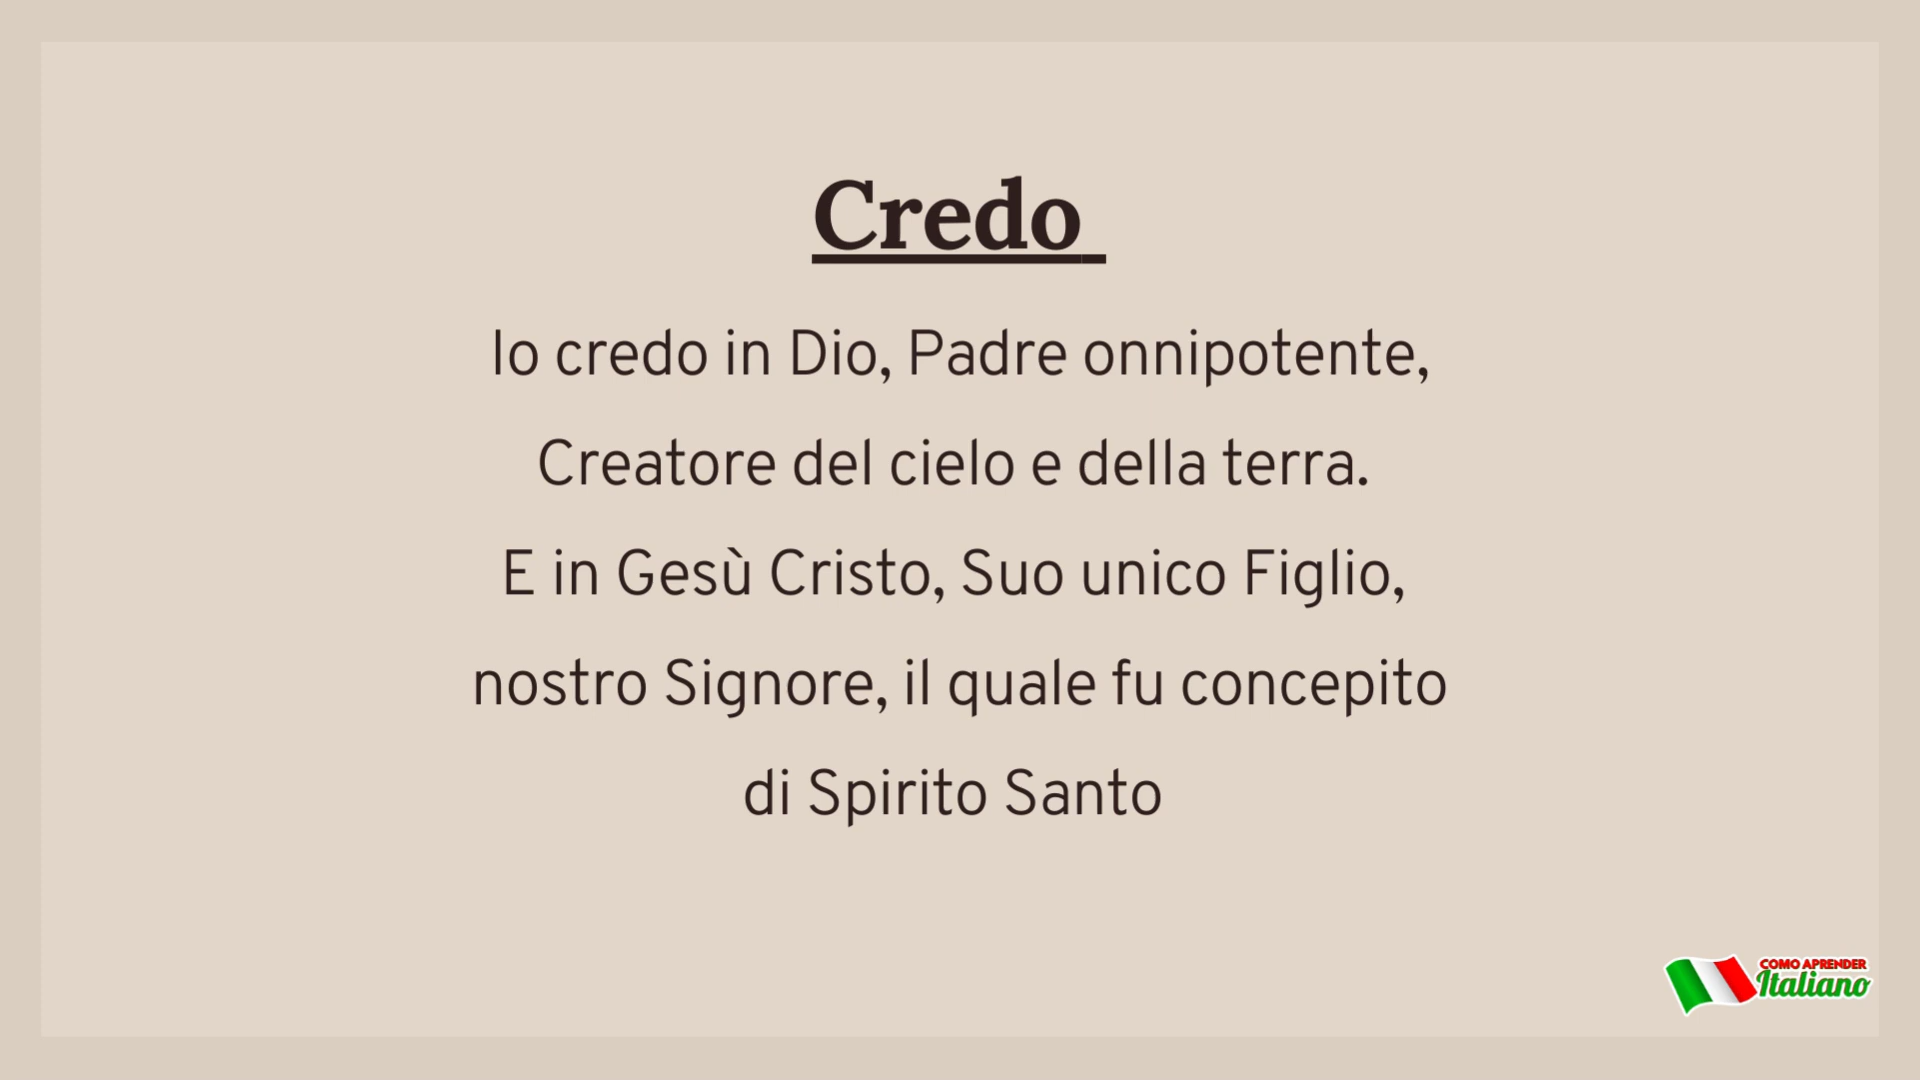 Credo
Io credo in Dio, Padre onnipotente,
Creatore del cielo e della terra.
E in Gesù Cristo, Suo unico Figlio,
nostro Signore, il quale fu concepito
di Spirito Santo
COMO APRENDER
Italiano